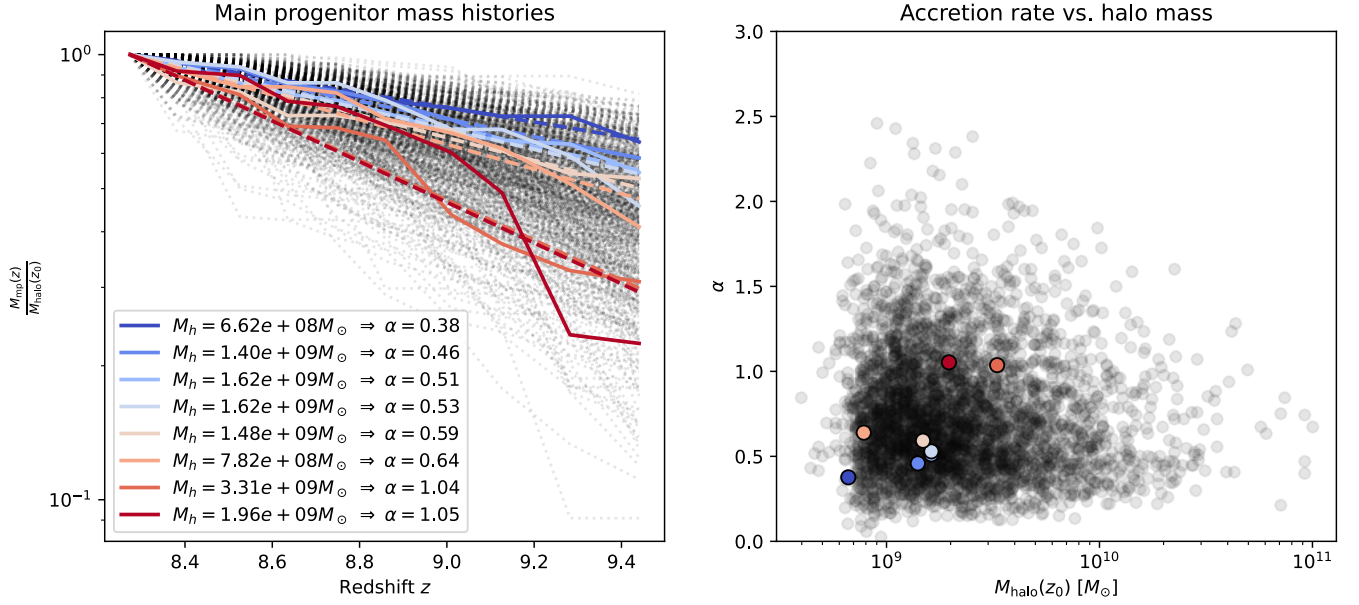 Main progenitor mass histories
10⁰
10⁻¹
M_mp(z)
M_halo(z₀)
M_h = 6.62e + 08M_⊙ ⇒ α = 0.38
M_h = 1.40e + 09M_⊙ ⇒ α = 0.46
M_h = 1.62e + 09M_⊙ ⇒ α = 0.51
M_h = 1.62e + 09M_⊙ ⇒ α = 0.53
M_h = 1.48e + 09M_⊙ ⇒ α = 0.59
M_h = 7.82e + 08M_⊙ ⇒ α = 0.64
M_h = 3.31e + 09M_⊙ ⇒ α = 1.04
M_h = 1.96e + 09M_⊙ ⇒ α = 1.05
8.4 8.6 8.8 9.0 9.2 9.4
Redshift z
Accretion rate vs. halo mass
3.0
2.5
2.0
1.5
1.0
0.5
0.0
α
10⁹ 10¹⁰ 10¹¹
M_halo(z₀) [M_⊙]